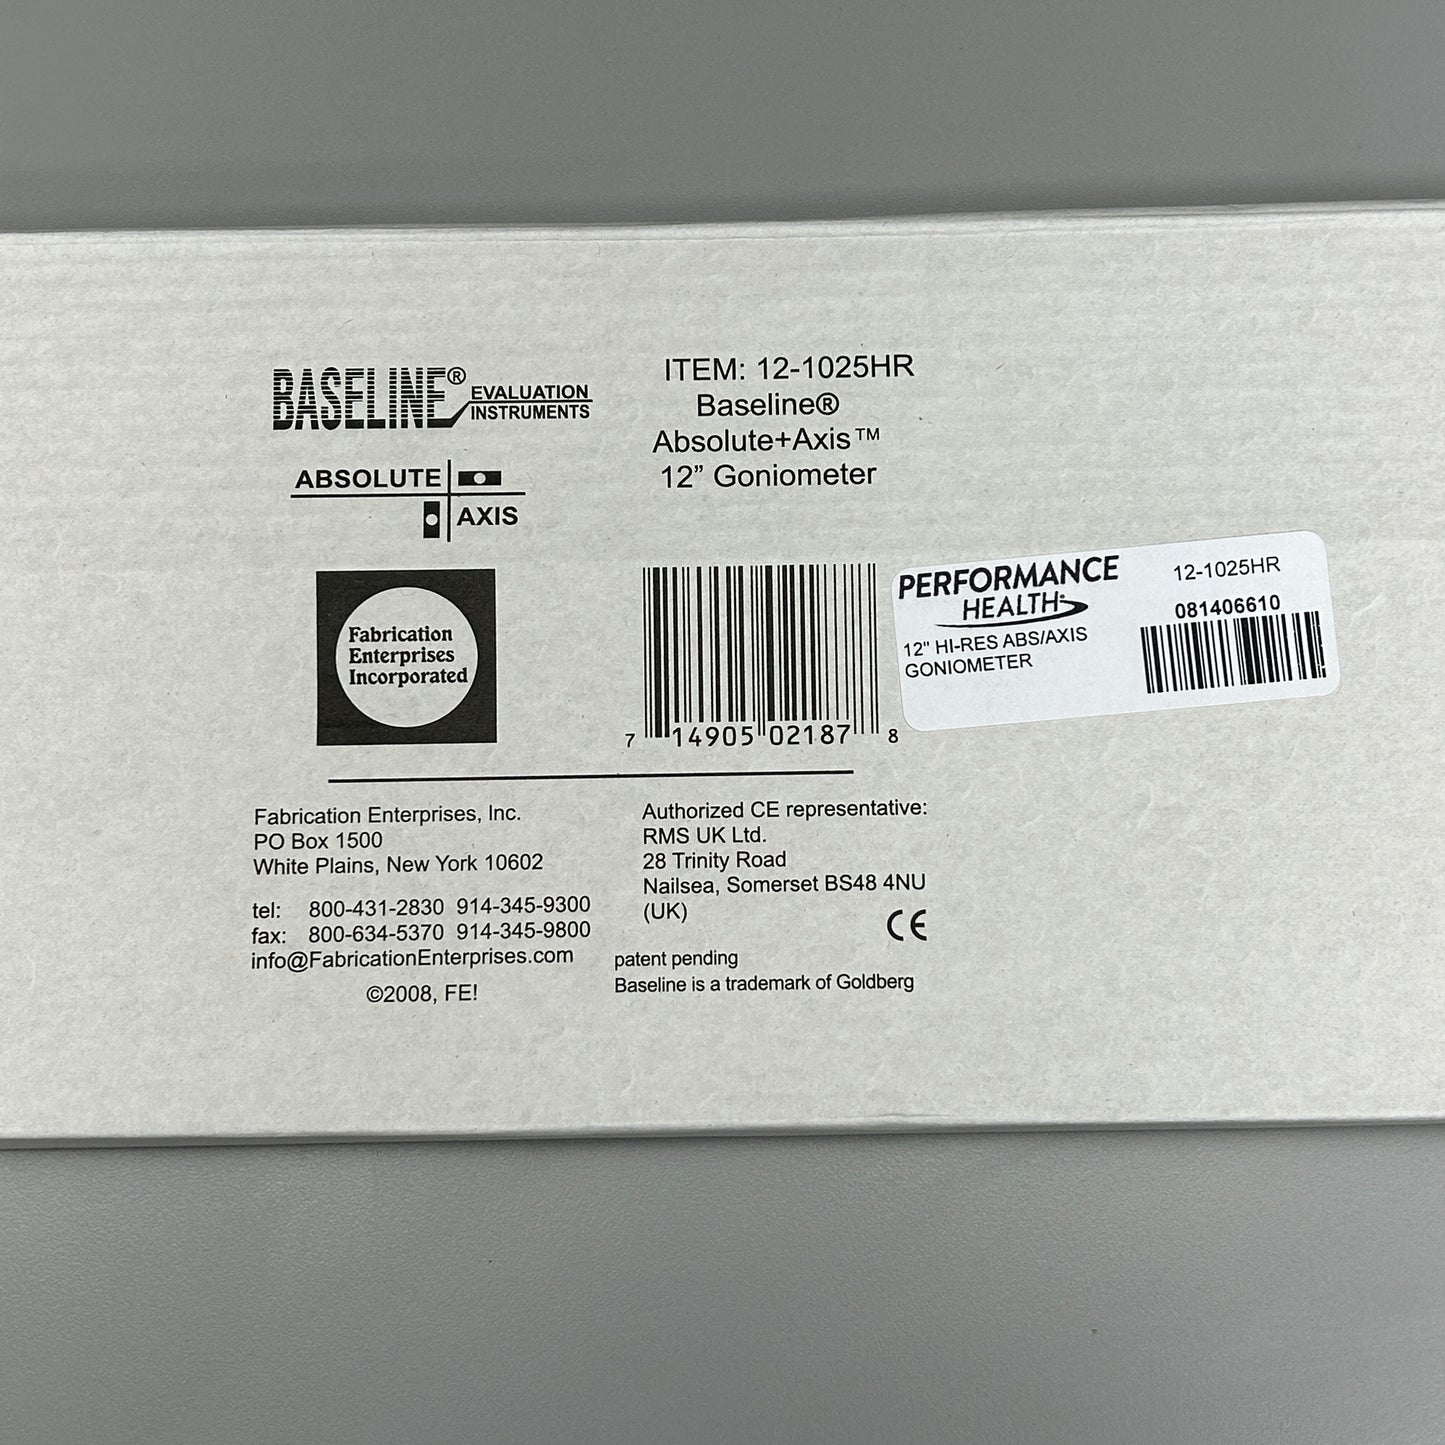 BASELINE® EVALUATION
INSTRUMENTS
ABSOLUTE
AXIS
ITEM: 12-1025HR
Baseline®
Absolute+Axis™
12” Goniometer
Fabrication
Enterprises
Incorporated
7 14905 02187 8
PERFORMANCE
HEALTH
12-1025HR
081406610
12" HI-RES ABS/AXIS
GONIOMETER
Fabrication Enterprises, Inc.
PO Box 1500
White Plains, New York 10602
tel: 800-431-2830 914-345-9300
fax: 800-634-5370 914-345-9800
info@FabricationEnterprises.com
©2008, FE!
Authorized CE representative:
RMS UK Ltd.
28 Trinity Road
Nailsea, Somerset BS48 4NU
(UK)
CE
patent pending
Baseline is a trademark of Goldberg